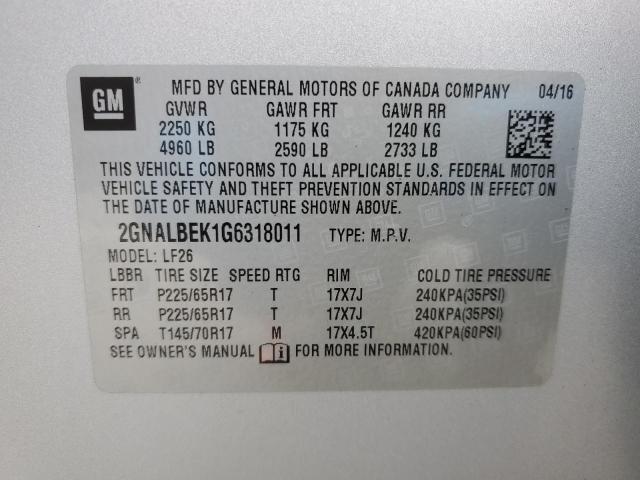 GM ® MFD BY GENERAL MOTORS OF CANADA COMPANY 04/16
GVWR GAWR FRT GAWR RR
2250 KG 1175 KG 1240 KG
4960 LB 2590 LB 2733 LB
THIS VEHICLE CONFORMS TO ALL APPLICABLE U.S. FEDERAL MOTOR
VEHICLE SAFETY AND THEFT PREVENTION STANDARDS IN EFFECT ON
THE DATE OF MANUFACTURE SHOWN ABOVE.
2GNALBEK1G6318011 TYPE: M.P.V.
MODEL: LF26
LBBR TIRE SIZE SPEED RTG RIM COLD TIRE PRESSURE
FRT P225/65R17 T 17X7J 240KPA(35PSI)
RR P225/65R17 T 17X7J 240KPA(35PSI)
SPA T145/70R17 M 17X4.5T 420KPA(60PSI)
SEE OWNER'S MANUAL i FOR MORE INFORMATION.